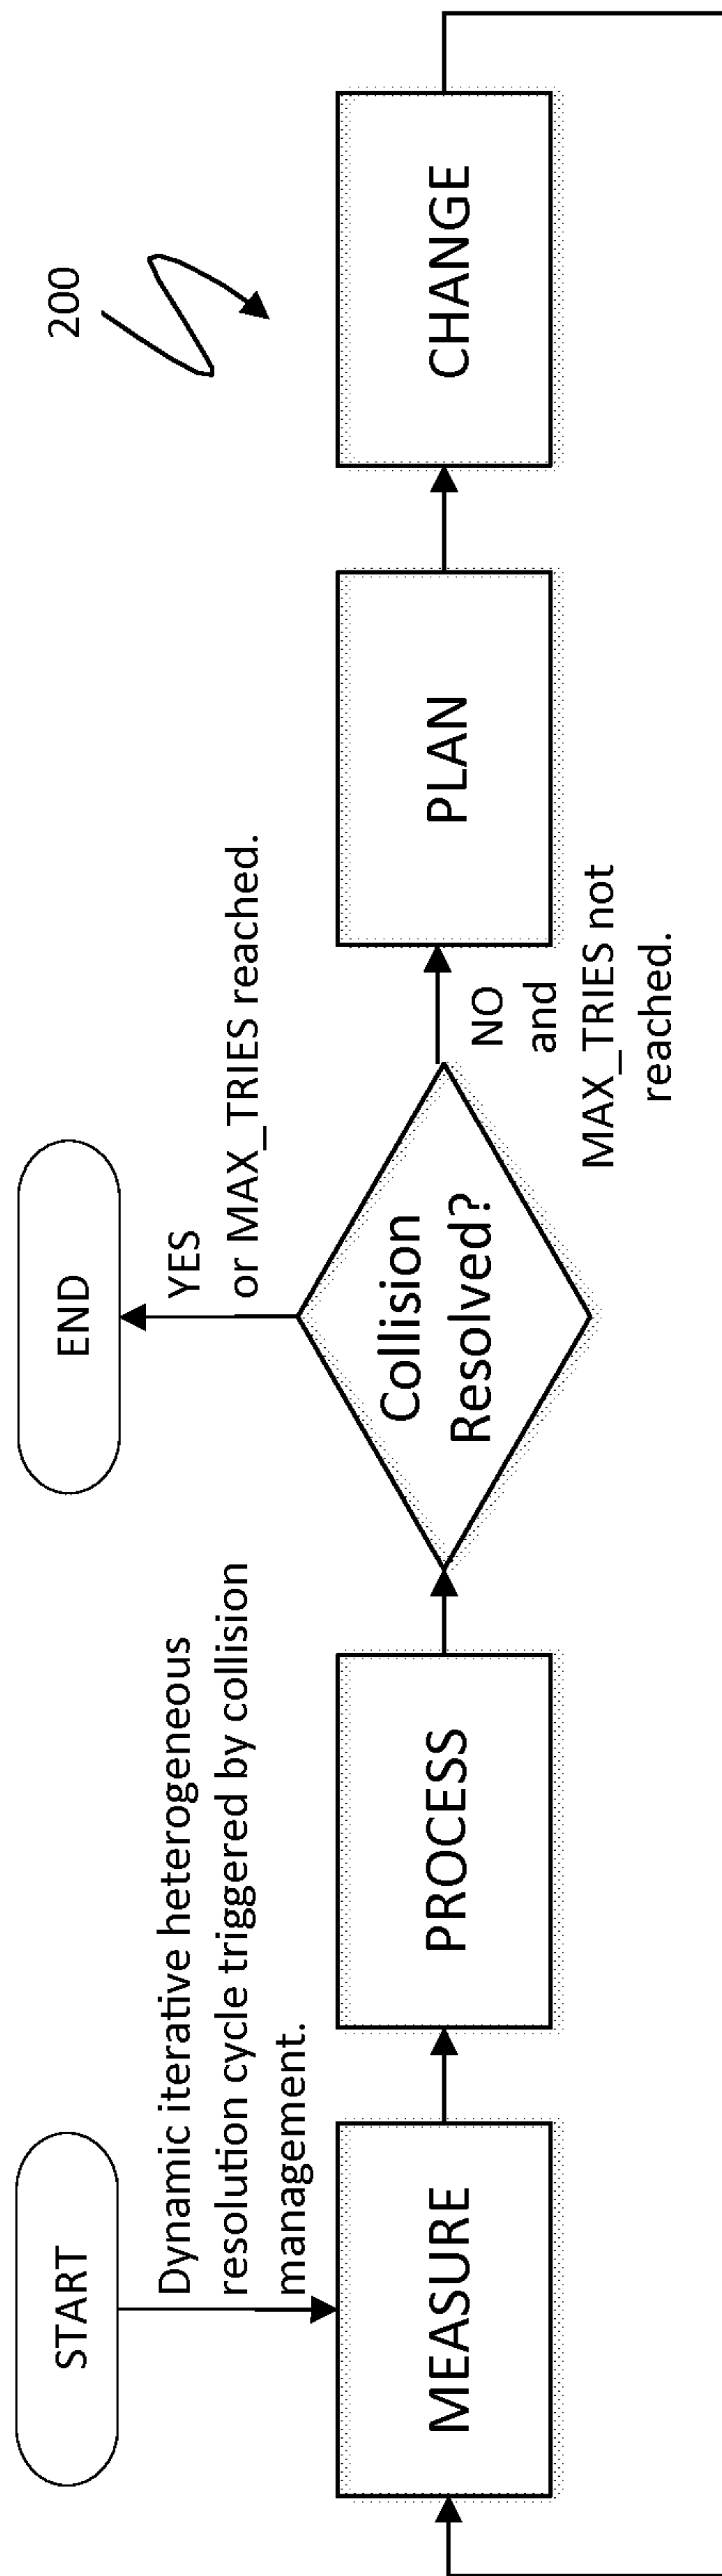 START
Dynamic iterative heterogeneous
resolution cycle triggered by collision
management.
MEASURE
PROCESS
Collision
Resolved?
YES
or MAX_TRIES reached.
END
NO
and
MAX_TRIES not
reached.
PLAN
CHANGE
200